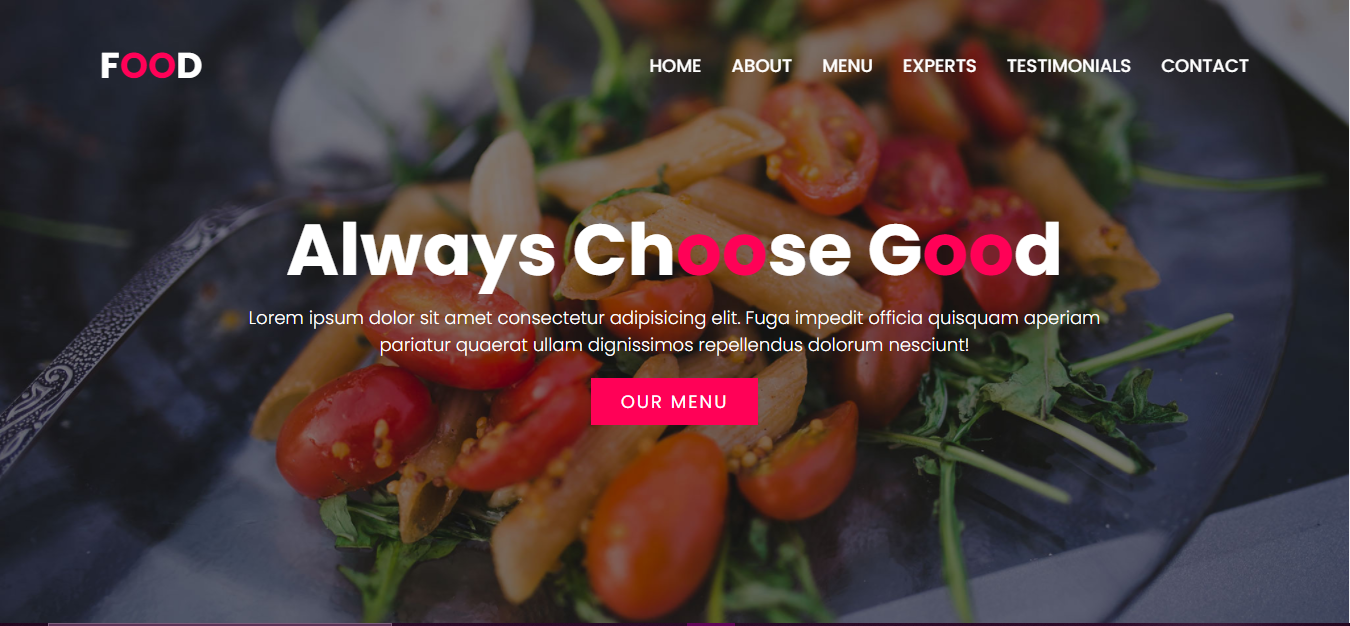 FOOD
HOME ABOUT MENU EXPERTS TESTIMONIALS CONTACT
Always Choose Good
Lorem ipsum dolor sit amet consectetur adipisicing elit. Fuga impedit officia quisquam aperiam
pariatur quaerat ullam dignissimos repellendus dolorum nesciunt!
OUR MENU